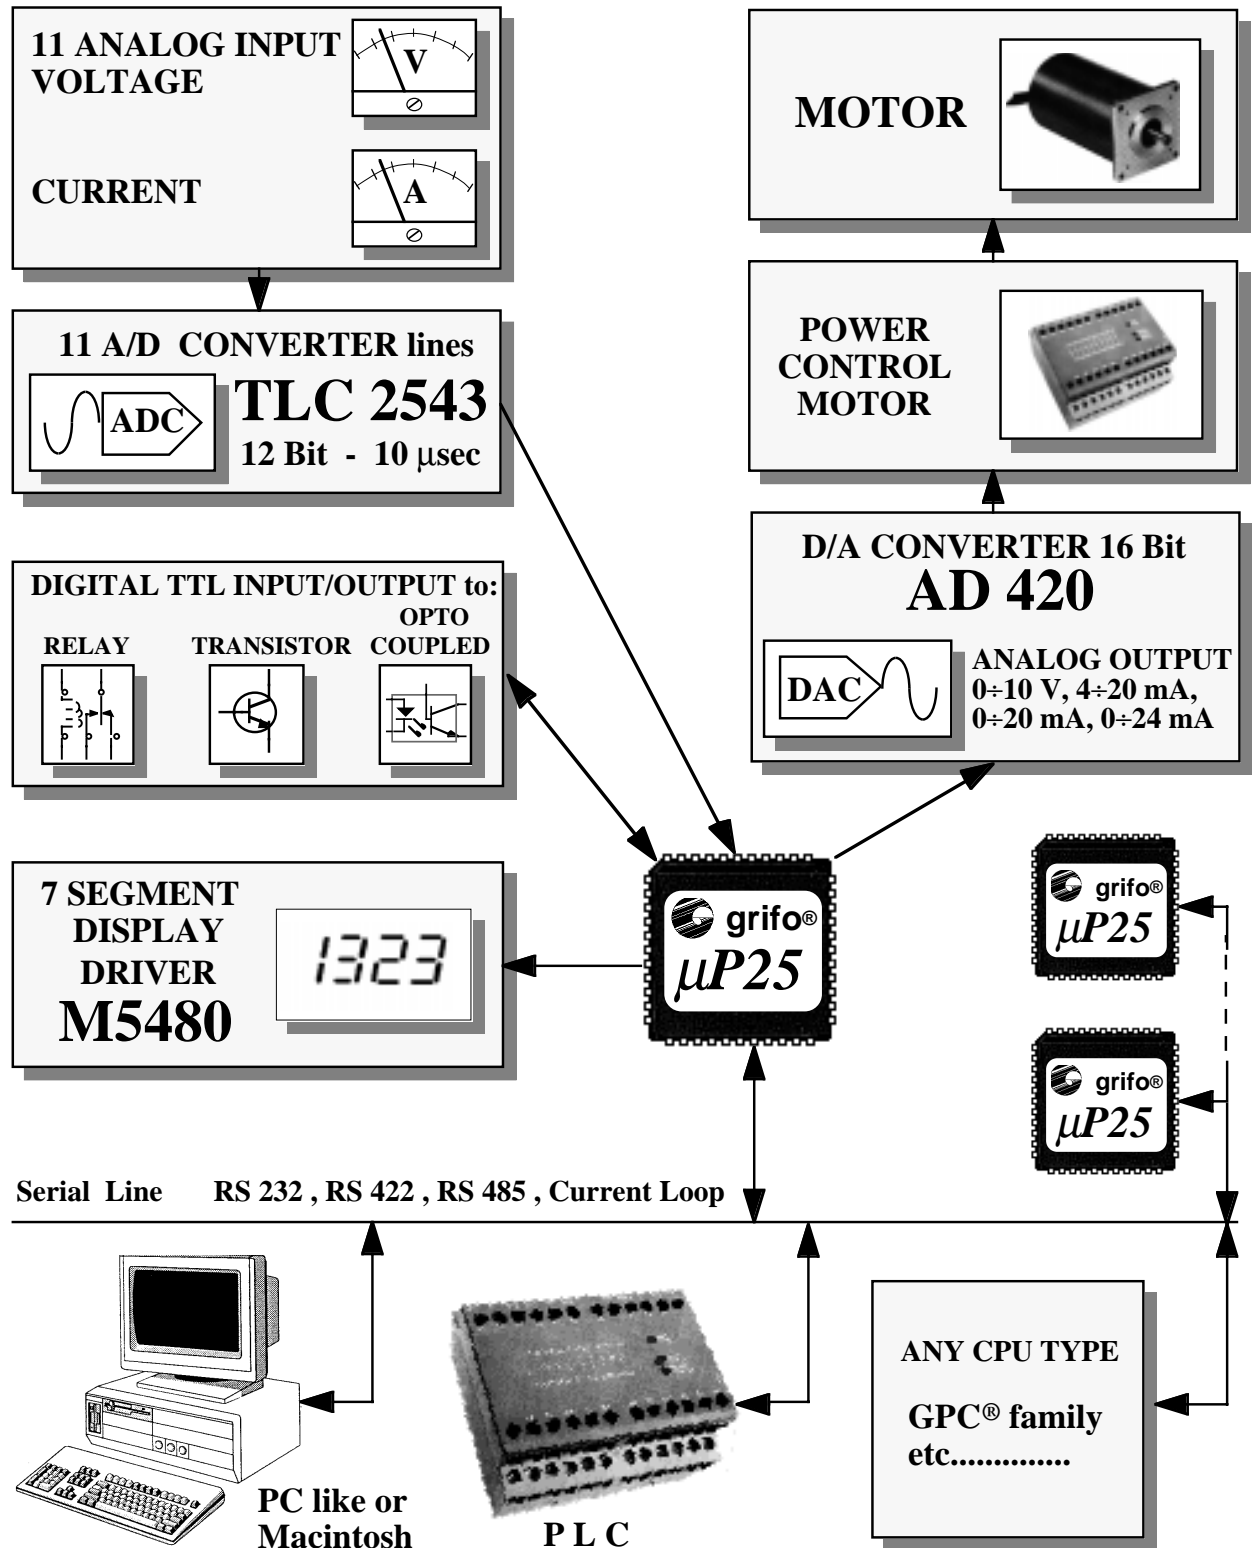 11 ANALOG INPUT
VOLTAGE
V
CURRENT
A
11 A/D CONVERTER lines
ADC
TLC 2543
12 Bit - 10 µsec
DIGITAL TTL INPUT/OUTPUT to:
RELAY
TRANSISTOR
OPTO
COUPLED
7 SEGMENT
DISPLAY
DRIVER
M5480
1323
MOTOR
POWER
CONTROL
MOTOR
D/A CONVERTER 16 Bit
AD 420
DAC
ANALOG OUTPUT
0÷10 V, 4÷20 mA,
0÷20 mA, 0÷24 mA
grifo®
µP25
grifo®
µP25
grifo®
µP25
Serial Line RS 232 , RS 422 , RS 485 , Current Loop
PC like or
Macintosh
P L C
ANY CPU TYPE
GPC® family
etc..............